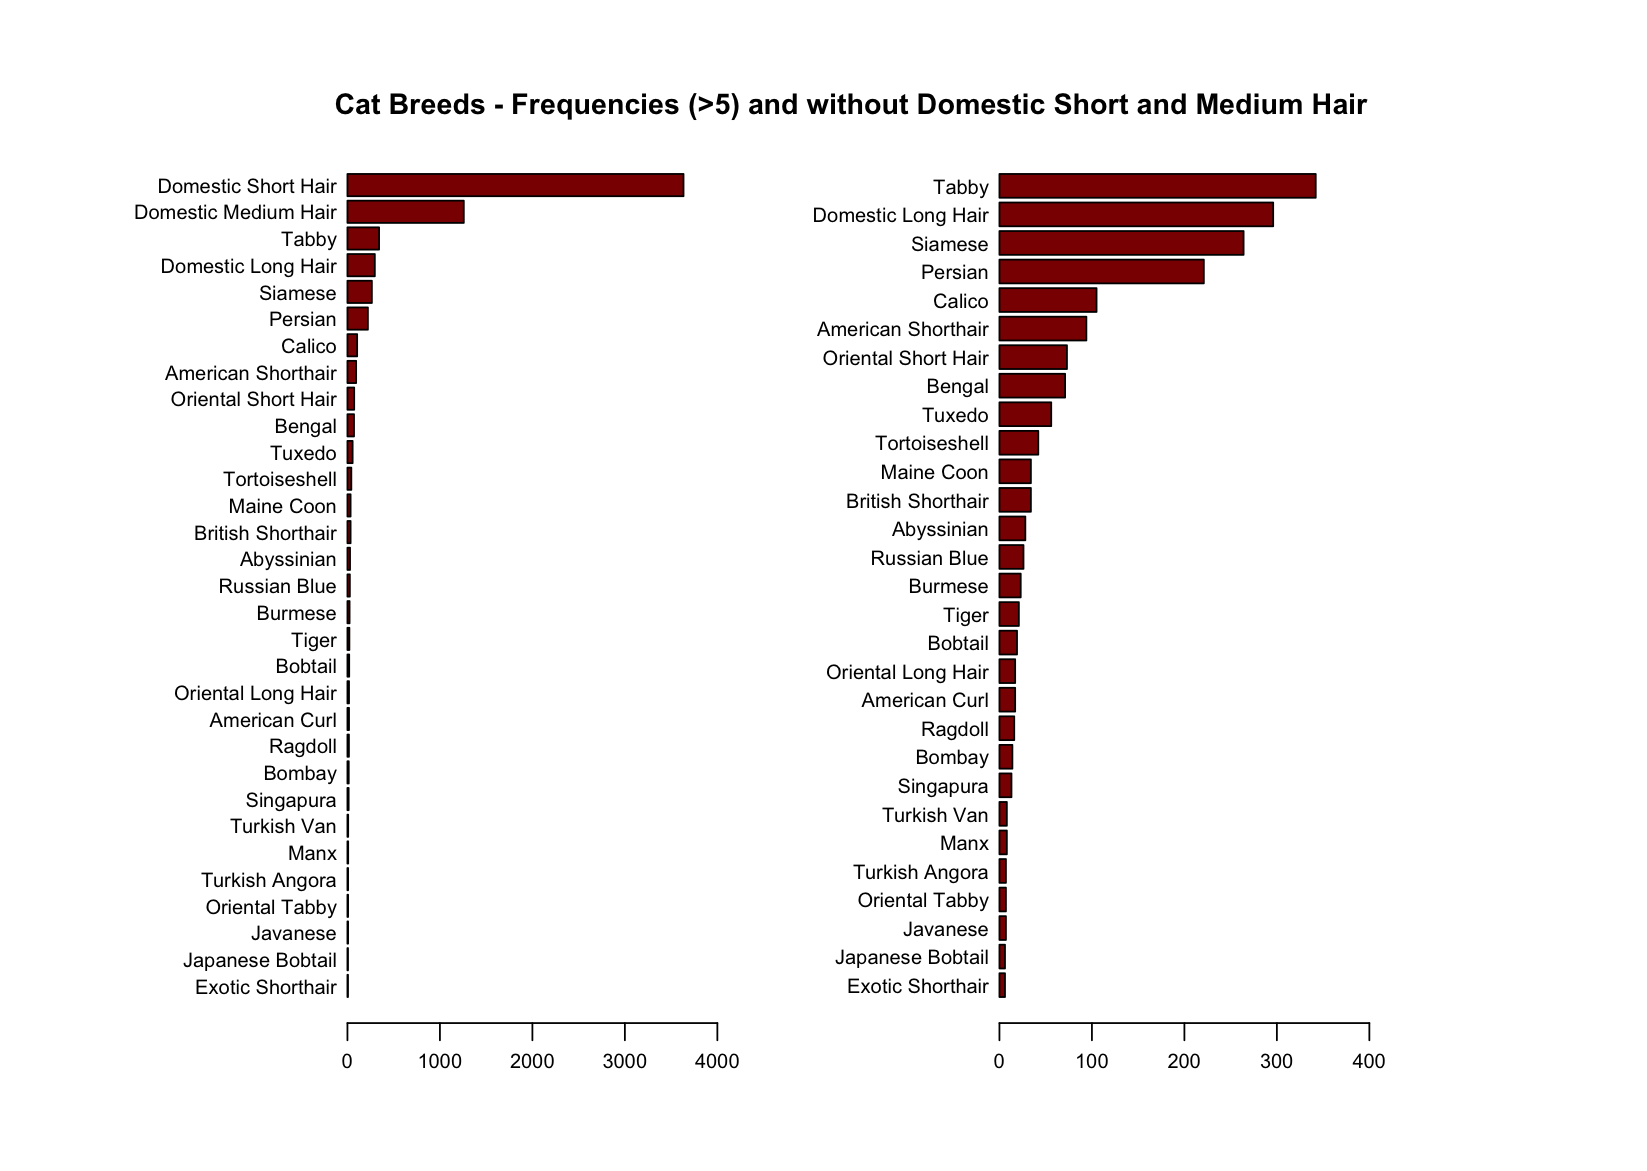 Cat Breeds - Frequencies (>5) and without Domestic Short and Medium Hair
Domestic Short Hair
Domestic Medium Hair
Tabby
Domestic Long Hair
Siamese
Persian
Calico
American Shorthair
Oriental Short Hair
Bengal
Tuxedo
Tortoiseshell
Maine Coon
British Shorthair
Abyssinian
Russian Blue
Burmese
Tiger
Bobtail
Oriental Long Hair
American Curl
Ragdoll
Bombay
Singapura
Turkish Van
Manx
Turkish Angora
Oriental Tabby
Javanese
Japanese Bobtail
Exotic Shorthair
0 1000 2000 3000 4000
Tabby
Domestic Long Hair
Siamese
Persian
Calico
American Shorthair
Oriental Short Hair
Bengal
Tuxedo
Tortoiseshell
Maine Coon
British Shorthair
Abyssinian
Russian Blue
Burmese
Tiger
Bobtail
Oriental Long Hair
American Curl
Ragdoll
Bombay
Singapura
Turkish Van
Manx
Turkish Angora
Oriental Tabby
Javanese
Japanese Bobtail
Exotic Shorthair
0 100 200 300 400